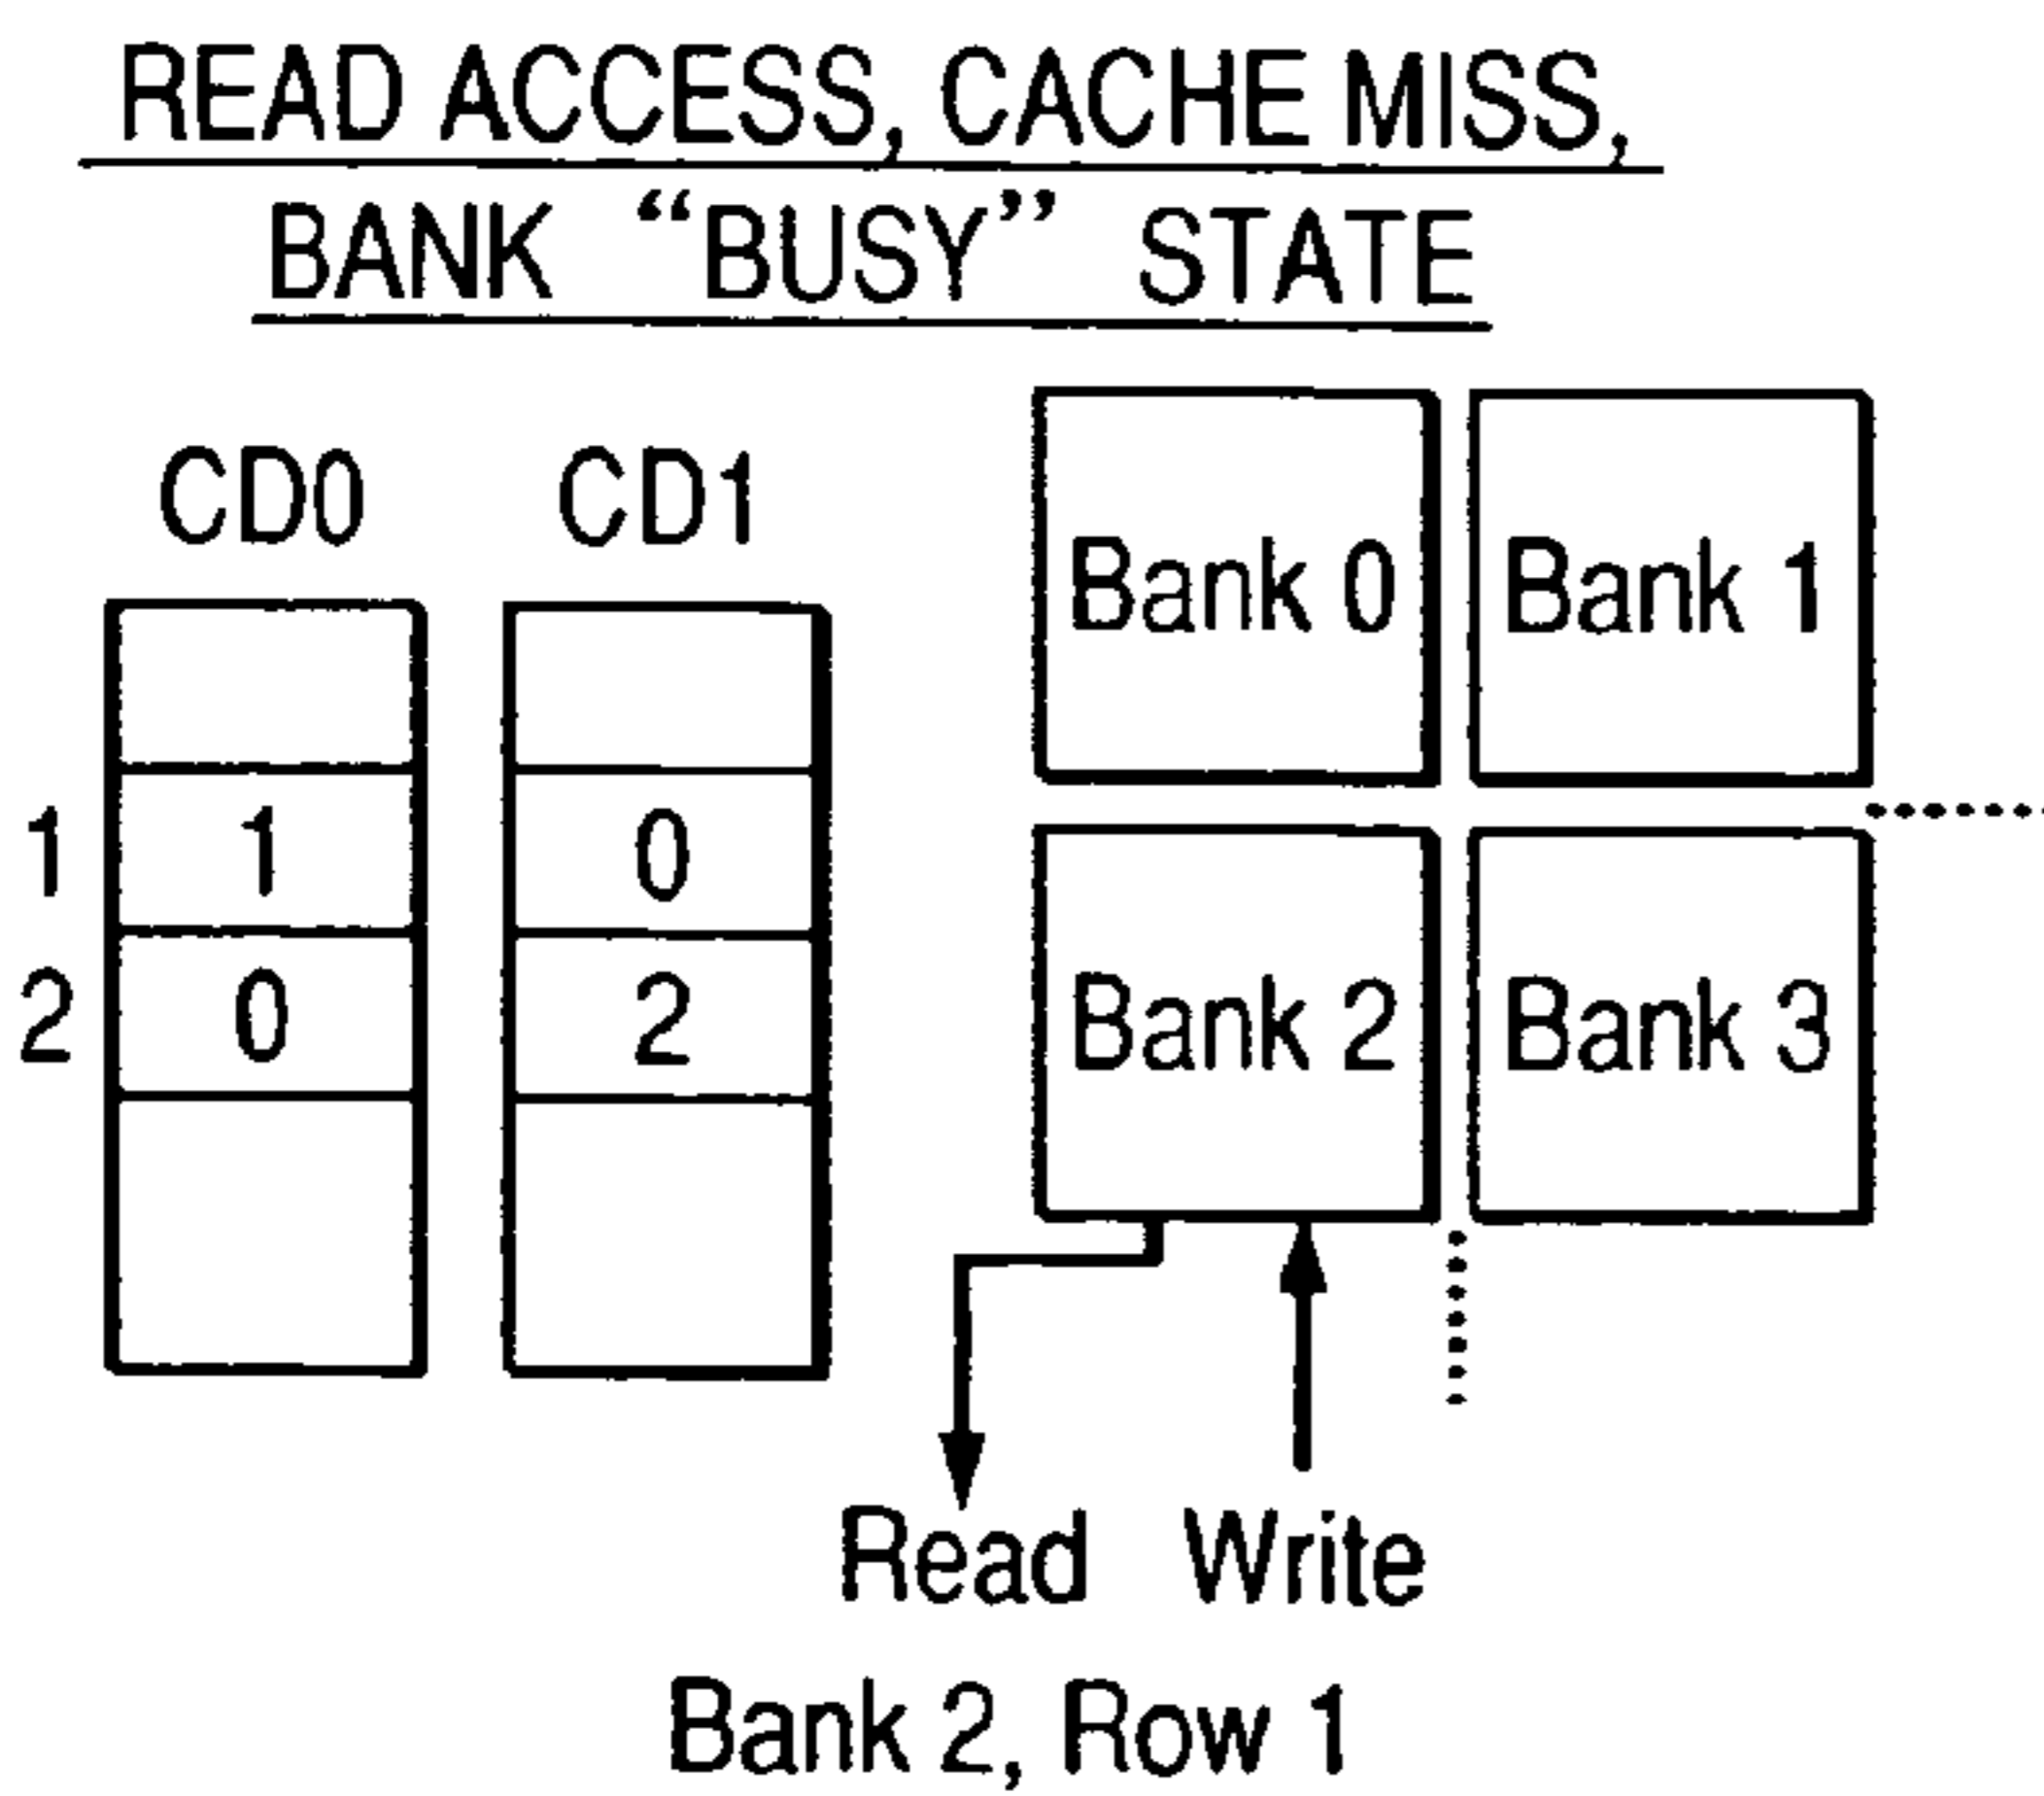 READ ACCESS, CACHE MISS,
BANK “BUSY” STATE
CD0 CD1
Bank 0 Bank 1
1 1 0
2 0 2
Bank 2 Bank 3
Read Write
Bank 2, Row 1